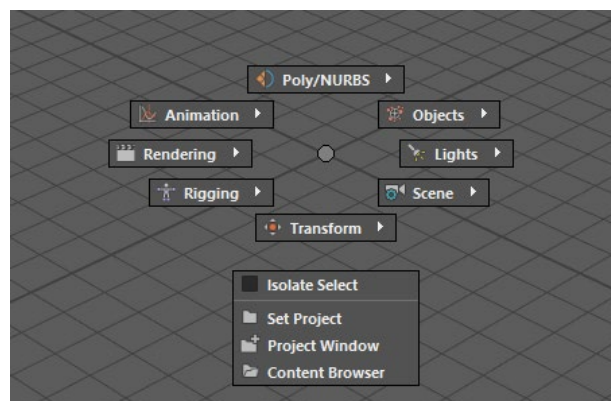 Poly/NURBS
Animation
Objects
Rendering
Lights
Rigging
Scene
Transform
Isolate Select
Set Project
Project Window
Content Browser